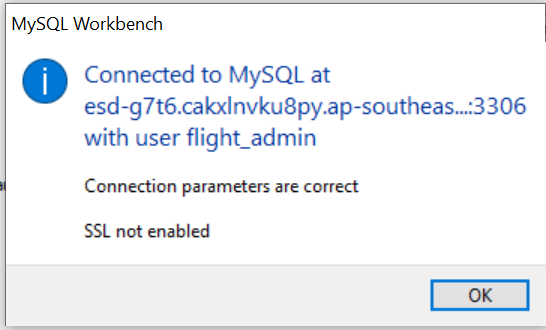 MySQL Workbench
Connected to MySQL at
esd-g7t6.cakxlnvku8py.ap-southeas...:3306
with user flight_admin
Connection parameters are correct
SSL not enabled
OK